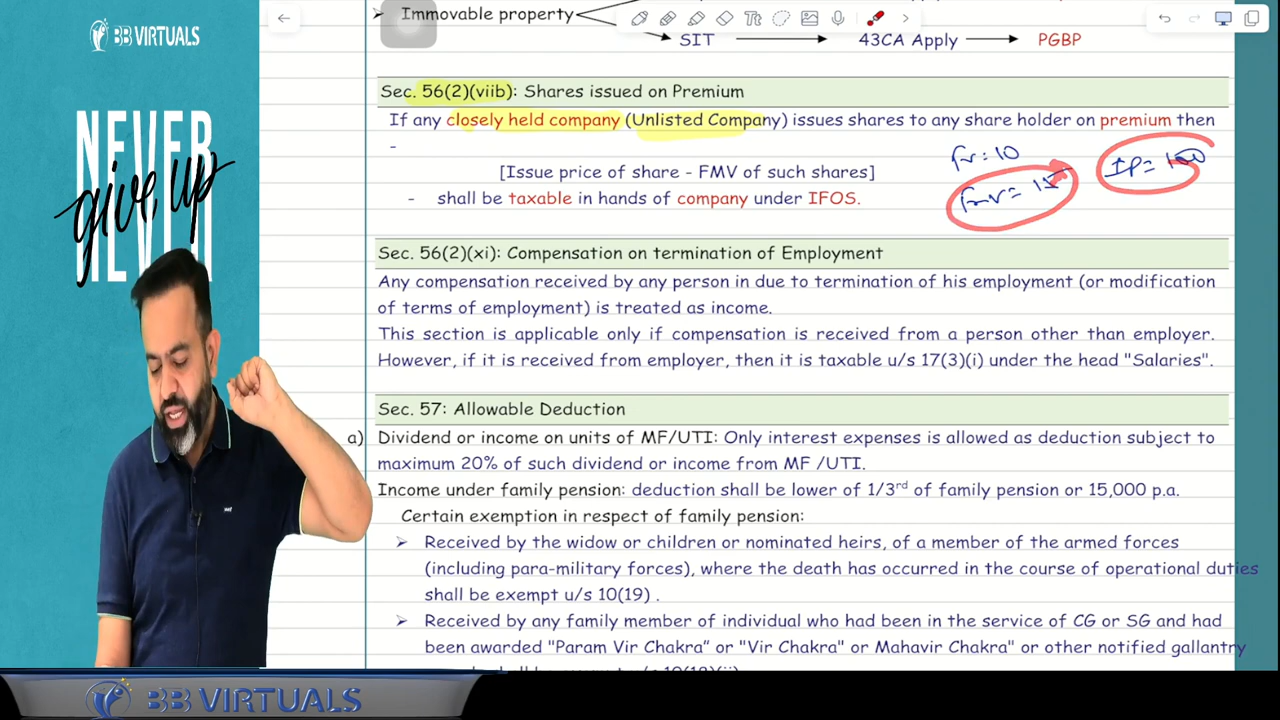 BB VIRTUALS
NEVER
give up
NEVER
➤ Immovable property
SIT → 43CA Apply → PGBP
Sec. 56(2)(viib): Shares issued on Premium
If any closely held company (Unlisted Company) issues shares to any share holder on premium then
-
[Issue price of share - FMV of such shares]
- shall be taxable in hands of company under IFOS.
Fv = 10
Fmv = 15
IP = 100
Sec. 56(2)(xi): Compensation on termination of Employment
Any compensation received by any person in due to termination of his employment (or modification
of terms of employment) is treated as income.
This section is applicable only if compensation is received from a person other than employer.
However, if it is received from employer, then it is taxable u/s 17(3)(i) under the head "Salaries".
Sec. 57: Allowable Deduction
a) Dividend or income on units of MF/UTI: Only interest expenses is allowed as deduction subject to
maximum 20% of such dividend or income from MF /UTI.
Income under family pension: deduction shall be lower of 1/3rd of family pension or 15,000 p.a.
Certain exemption in respect of family pension:
➤ Received by the widow or children or nominated heirs, of a member of the armed forces
(including para-military forces), where the death has occurred in the course of operational duties
shall be exempt u/s 10(19) .
➤ Received by any family member of individual who had been in the service of CG or SG and had
been awarded "Param Vir Chakra" or "Vir Chakra" or Mahavir Chakra" or other notified gallantry
BB VIRTUALS